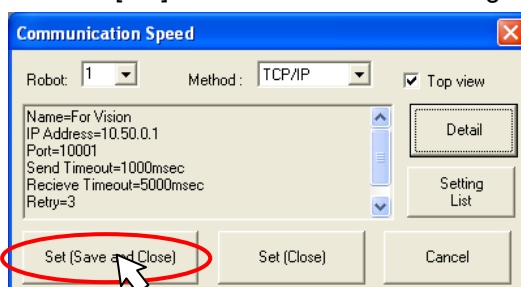 Communication Speed
Robot: 1 Method : TCP/IP Top view
Name=For Vision
IP Address=10.50.0.1
Port=10001
Send Timeout=1000msec
Recieve Timeout=5000msec
Retry=3
Detail
Setting
List
Set (Save and Close) Set (Close) Cancel